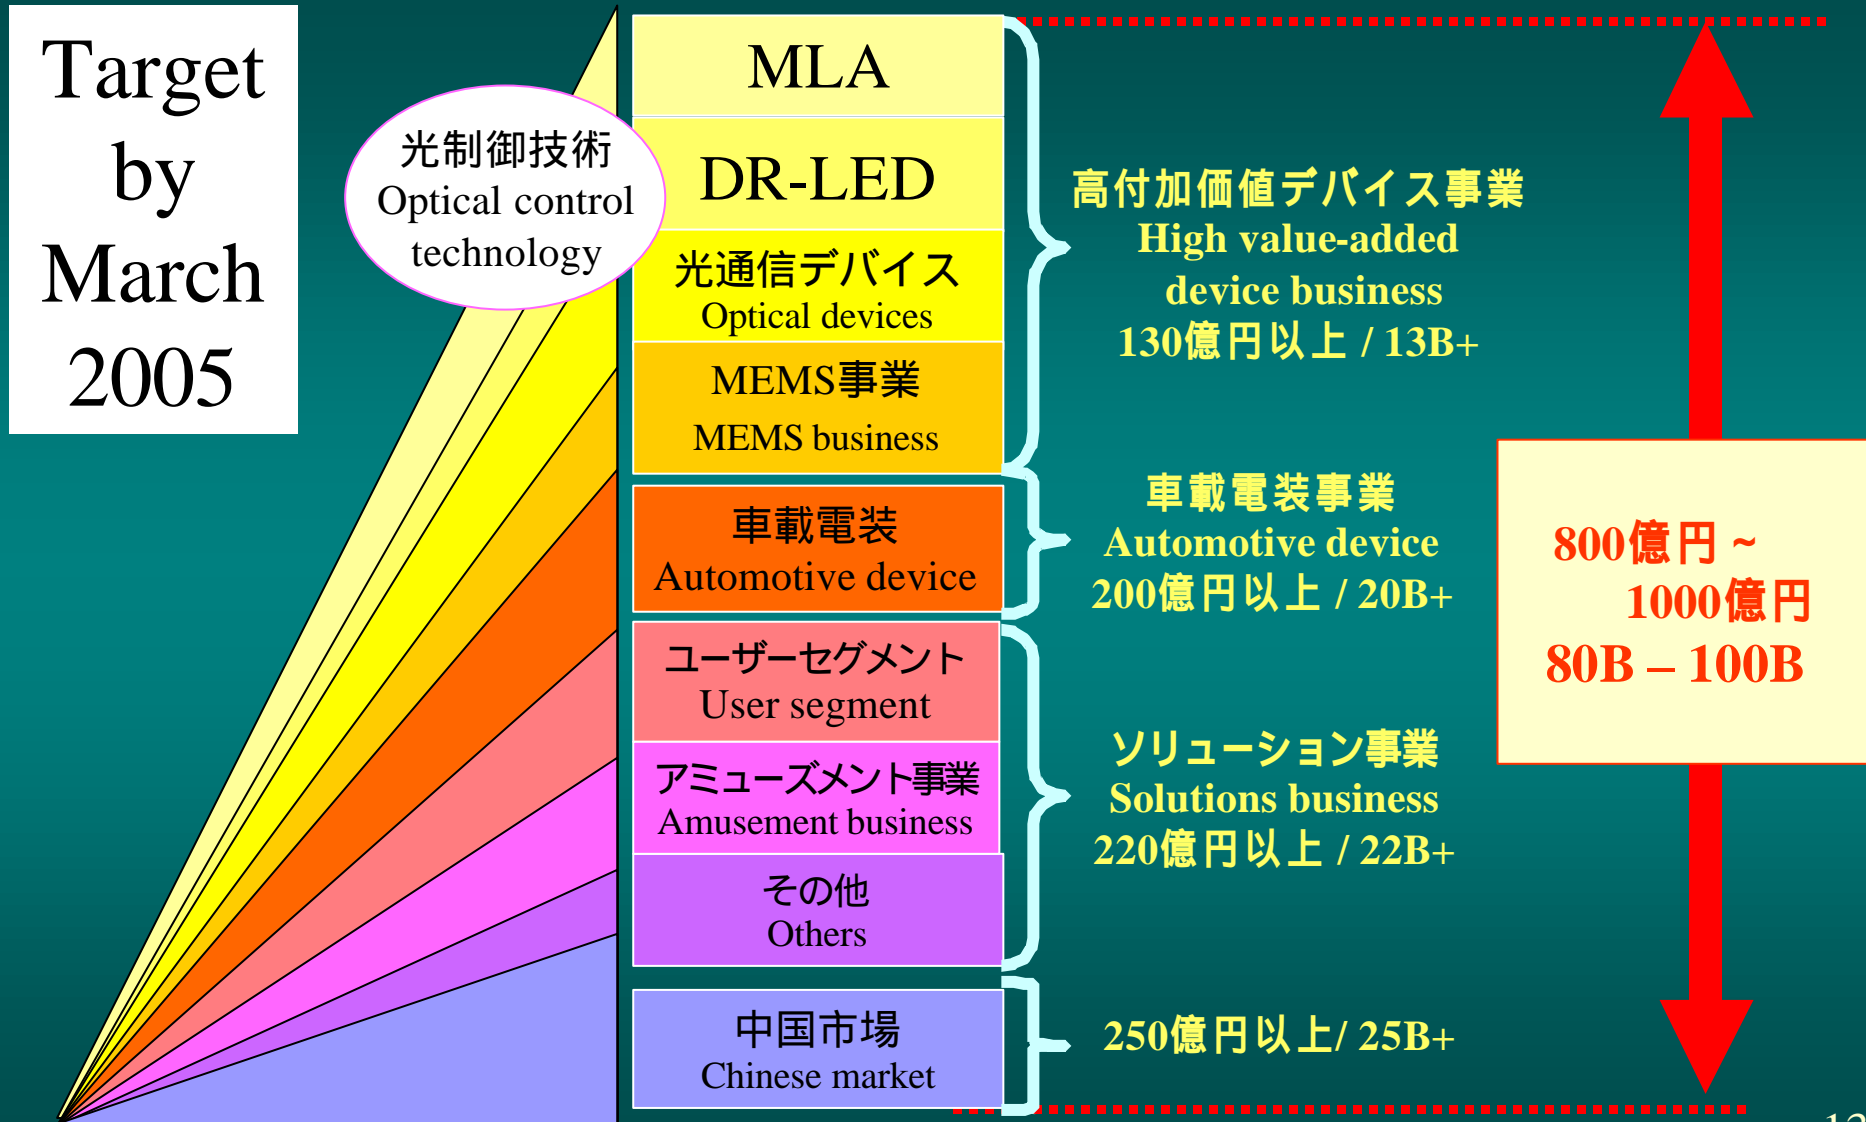 Target
by
March
2005
光制御技術
Optical control
technology
MLA
DR-LED
光通信デバイス
Optical devices
MEMS事業
MEMS business
車載電装
Automotive device
ユーザーセグメント
User segment
アミューズメント事業
Amusement business
その他
Others
中国市場
Chinese market
高付加価値デバイス事業
High value-added
device business
130億円以上 / 13B+
車載電装事業
Automotive device
200億円以上 / 20B+
ソリューション事業
Solutions business
220億円以上 / 22B+
250億円以上/ 25B+
800億円 ~
1000億円
80B – 100B